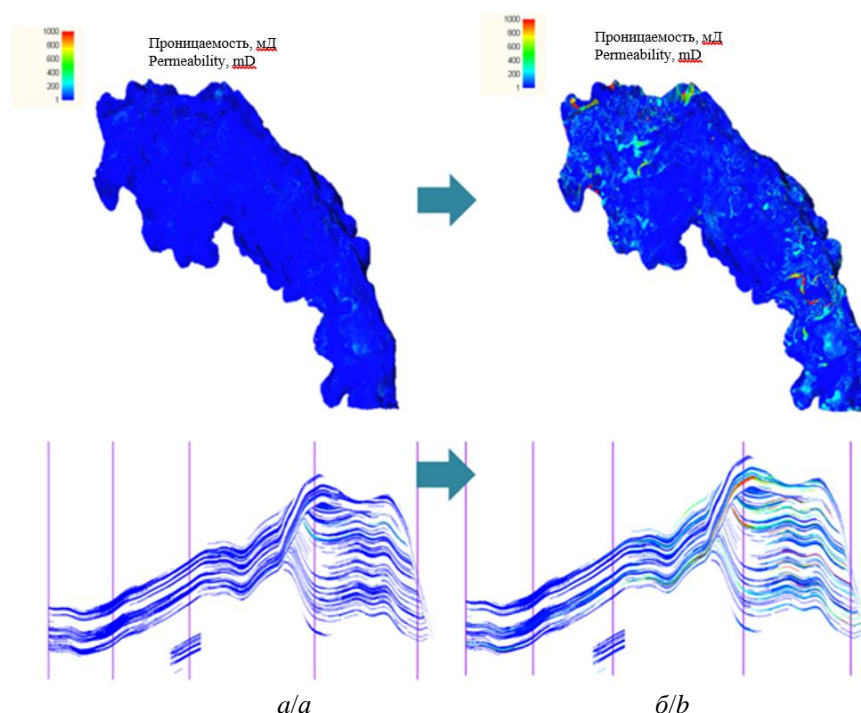 1000
800
600
400
200
1
Проницаемость, мД
Permeability, mD
1000
800
600
400
200
1
Проницаемость, мД
Permeability, mD
a/a
б/b